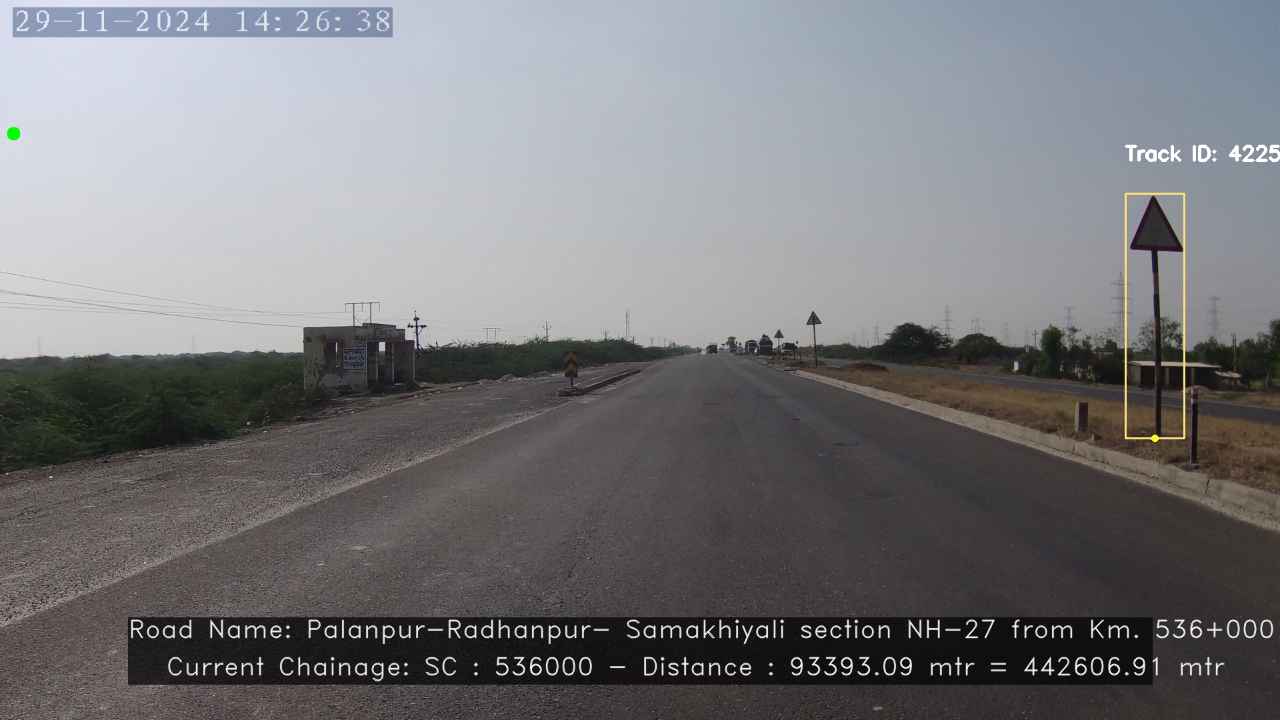 29-11-2024 14:26:38
Track ID: 4225
Road Name: Palanpur-Radhanpur- Samakhiyali section NH-27 from Km. 536+000
Current Chainage: SC : 536000 - Distance : 93393.09 mtr = 442606.91 mtr